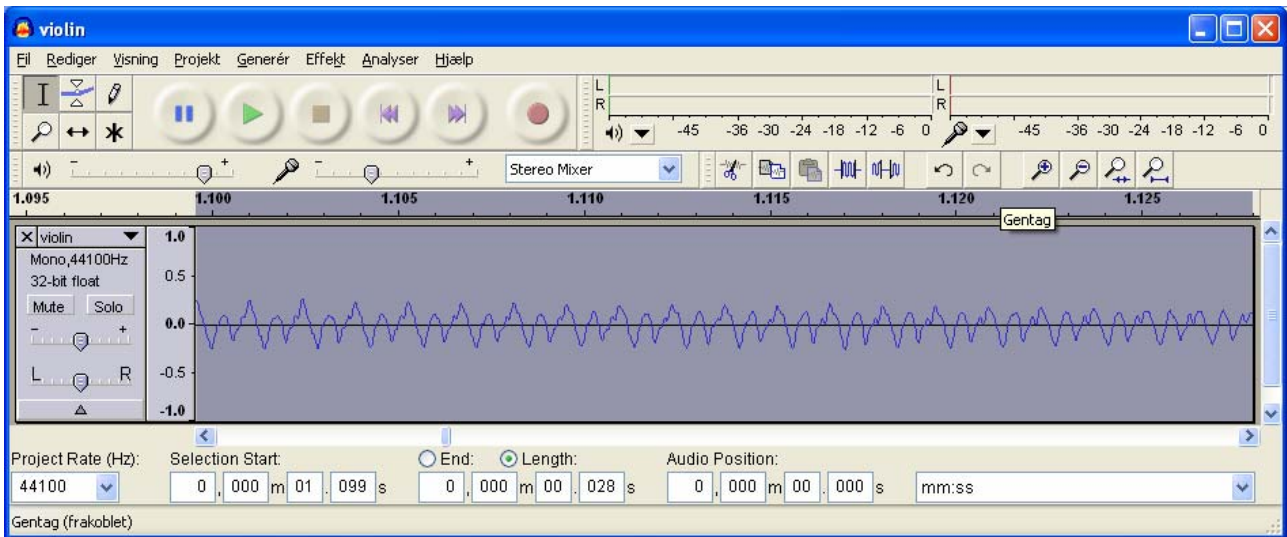 violin
Fil Rediger Visning Projekt Generér Effekt Analyser Hjælp
L
R
-45 -36 -30 -24 -18 -12 -6 0
L
R
-45 -36 -30 -24 -18 -12 -6 0
- +
- +
Stereo Mixer
1.095 1.100 1.105 1.110 1.115 1.120 1.125
Gentag
X violin
Mono,44100Hz
32-bit float
Mute Solo
- +
L R
1.0
0.5
0.0
-0.5
-1.0
Project Rate (Hz): Selection Start: End: Length: Audio Position:
44100 0 , 000 m 01 . 099 s 0 , 000 m 00 . 028 s 0 , 000 m 00 . 000 s mm:ss
Gentag (frakoblet)